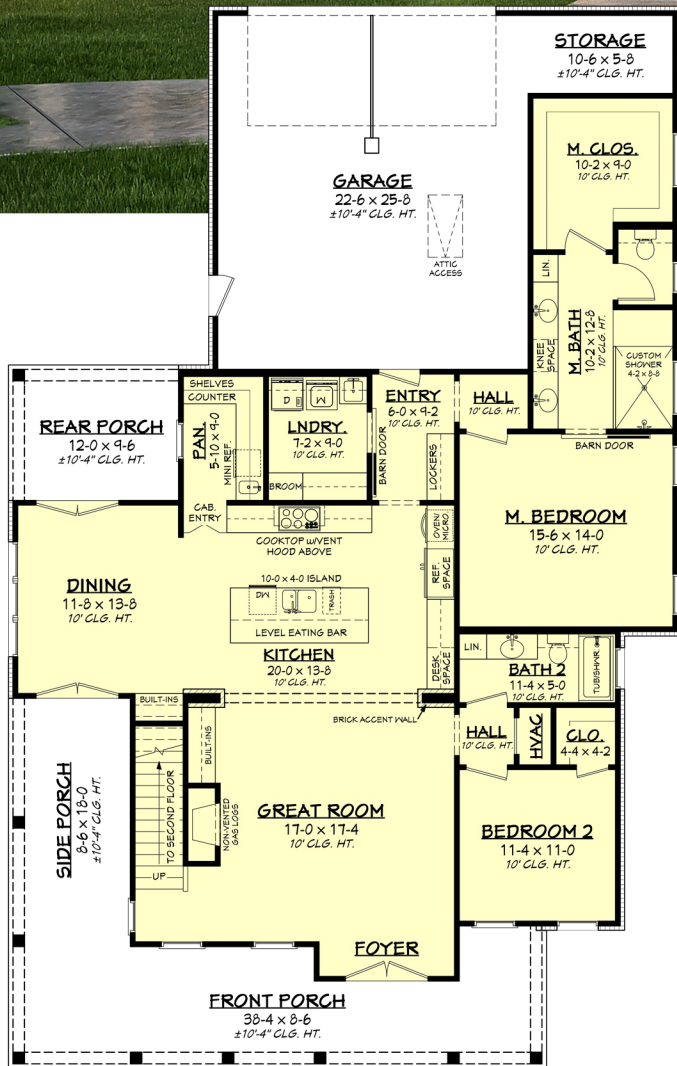 STORAGE
10-6 x 5-8
±10'-4" CLG. HT.
M. CLOS.
10-2 x 9-0
10' CLG. HT.
GARAGE
22-6 x 25-8
±10'-4" CLG. HT.
ATTIC
ACCESS
LIN.
KNEE
SPACE
M. BATH
10-2 x 12-8
10' CLG. HT.
CUSTOM
SHOWER
4-2 x 8-8
BARN DOOR
SHELVES
COUNTER
PAN.
5-10 x 9-0
MINI REF.
D
W
LNDRY.
7-2 x 9-0
10' CLG. HT.
BROOM
BARN DOOR
ENTRY
6-0 x 9-2
10' CLG. HT.
LOCKERS
HALL
10' CLG. HT.
REAR PORCH
12-0 x 9-6
±10'-4" CLG. HT.
M. BEDROOM
15-6 x 14-0
10' CLG. HT.
CAB.
ENTRY
COOKTOP w/VENT
HOOD ABOVE
OVEN/
MICRO
REF.
SPACE
10-0 x 4-0 ISLAND
DW
TRASH
LEVEL EATING BAR
DINING
11-8 x 13-8
10' CLG. HT.
KITCHEN
20-0 x 13-8
10' CLG. HT.
DESK
SPACE
LIN.
BATH 2
11-4 x 5-0
10' CLG. HT.
TUB/SHWR.
BUILT-INS
BRICK ACCENT WALL
BUILT-INS
HALL
10' CLG. HT.
HVAC
CLO.
4-4 x 4-2
SIDE PORCH
8-6 x 18-0
±10'-4" CLG. HT.
TO SECOND FLOOR
UP
NON-VENTED
GAS LOGS
GREAT ROOM
17-0 x 17-4
10' CLG. HT.
BEDROOM 2
11-4 x 11-0
10' CLG. HT.
FOYER
FRONT PORCH
38-4 x 8-6
±10'-4" CLG. HT.